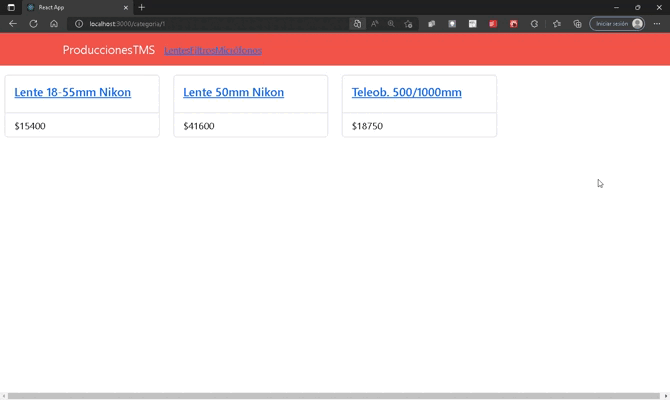 React App
localhost:3000/categoria/1
Iniciar sesión
ProduccionesTMS LentesFiltrosMicrófonos
Lente 18-55mm Nikon
$15400
Lente 50mm Nikon
$41600
Teleob. 500/1000mm
$18750